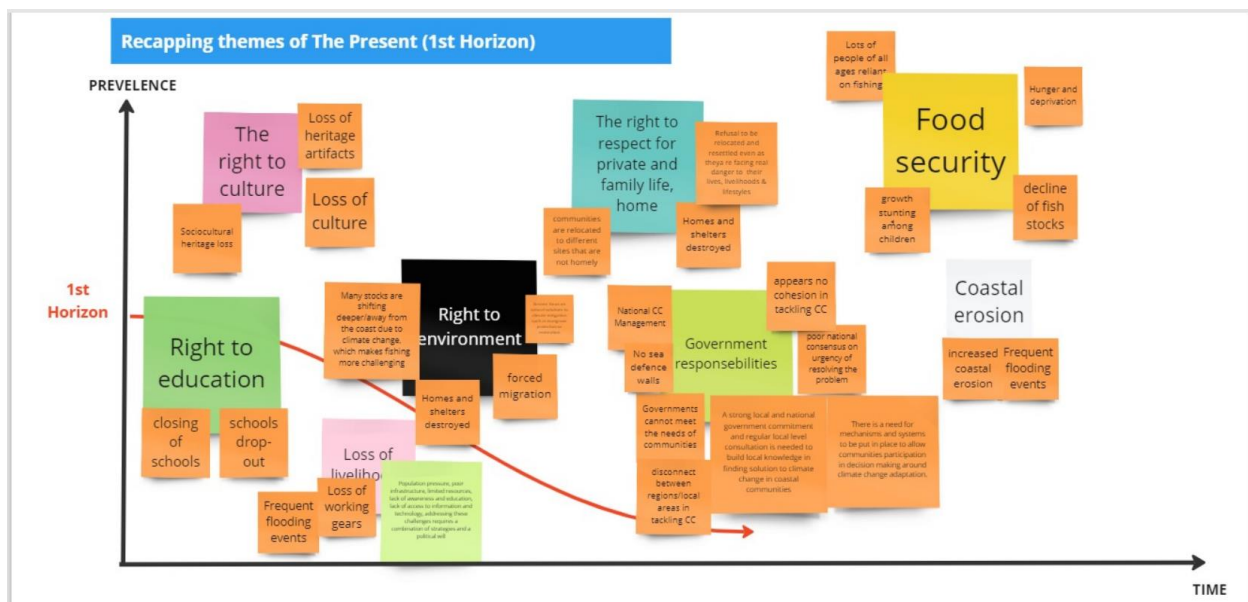 Recapping themes of The Present (1st Horizon)
PREVELENCE
The
right to
culture
Loss of
heritage
artifacts
Loss of
culture
Sociocultural
heritage loss
The right to
respect for
private and
family life,
home
Refusal to be
relocated and
resettled even as
theya re facing real
danger to their
lives, livelihoods &
lifestyles
communities
are relocated
to different
sites that are
not homely
Homes and
shelters
destroyed
Lots of
people of all
ages reliant
on fishing
Food
security
Hunger and
deprivation
growth
stunting
among
children
decline
of fish
stocks
1st
Horizon
Right to
education
closing
of
schools
schools
drop-
out
Many stocks are
shifting
deeper/away from
the coast due to
climate change,
which makes fishing
more challenging
Right to
environment
forced
migration
Homes and
shelters
destroyed
Loss of
Frequent
flooding
events
Loss of
working
gears
Population pressure, poor
infrastructure, limited resources,
lack of awareness and education,
lack of access to information and
technology, addressing these
challenges requires a
combination of strategies and a
political will
National CC
Management
No sea
defence
walls
Government
responsebilities
appears no
cohesion in
tackling CC
poor national
consensus on
urgency of
resolving the
problem
Governments
cannot meet
the needs of
communities
disconnect
between
regions/local
areas in
tackling CC
A strong local and national
government commitment
and regular local level
consultation is needed to
build local knowledge in
finding solution to climate
change in coastal
communities
There is a need for
mechanisms and systems
to be put in place to allow
communities participation
in decision making around
climate change adaptation.
Coastal
erosion
increased
coastal
erosion
Frequent
flooding
events
TIME